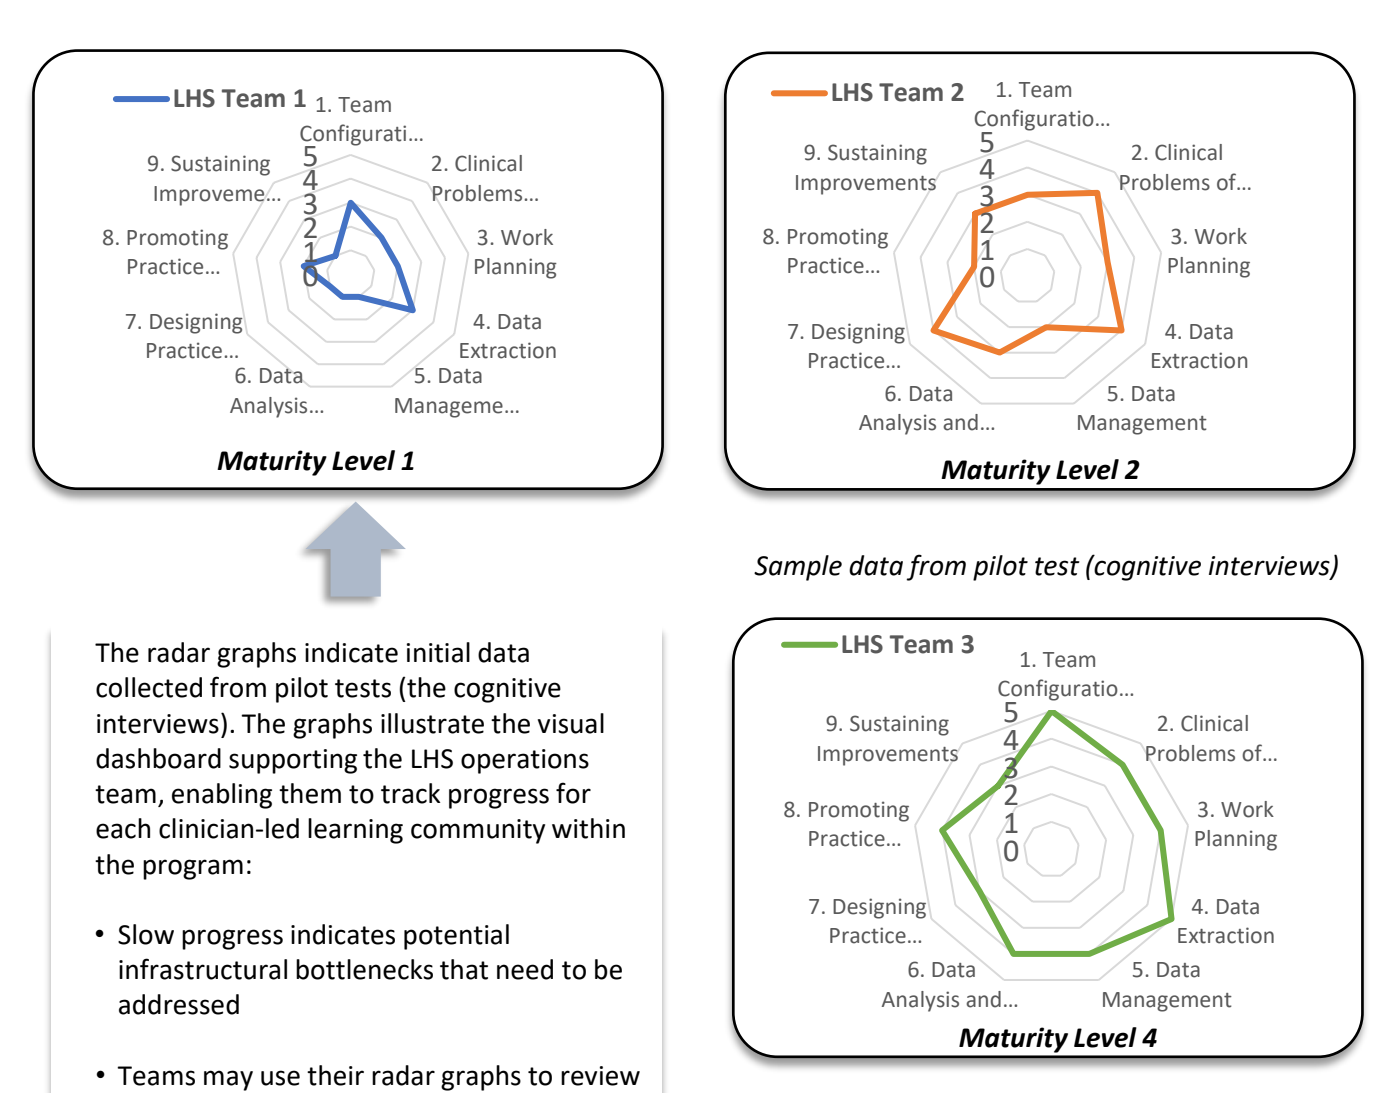 LHS Team 1
1. Team
Configurati...
2. Clinical
Problems...
3. Work
Planning
4. Data
Extraction
5. Data
Manageme...
6. Data
Analysis...
7. Designing
Practice...
8. Promoting
Practice...
9. Sustaining
Improveme...
5
4
3
2
1
0
Maturity Level 1
LHS Team 2
1. Team
Configuratio...
2. Clinical
Problems of...
3. Work
Planning
4. Data
Extraction
5. Data
Management
6. Data
Analysis and...
7. Designing
Practice...
8. Promoting
Practice...
9. Sustaining
Improvements
5
4
3
2
1
0
Maturity Level 2
Sample data from pilot test (cognitive interviews)
The radar graphs indicate initial data
collected from pilot tests (the cognitive
interviews). The graphs illustrate the visual
dashboard supporting the LHS operations
team, enabling them to track progress for
each clinician-led learning community within
the program:
• Slow progress indicates potential
infrastructural bottlenecks that need to be
addressed
• Teams may use their radar graphs to review
LHS Team 3
1. Team
Configuratio...
2. Clinical
Problems of...
3. Work
Planning
4. Data
Extraction
5. Data
Management
6. Data
Analysis and...
7. Designing
Practice...
8. Promoting
Practice...
9. Sustaining
Improvements
5
4
3
2
1
0
Maturity Level 4